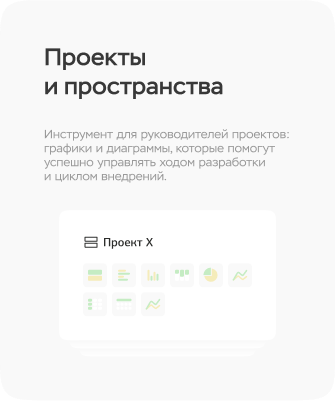 Проекты
и пространства
Инструмент для руководителей проектов:
графики и диаграммы, которые помогут
успешно управлять ходом разработки
и циклом внедрений.
Проект X